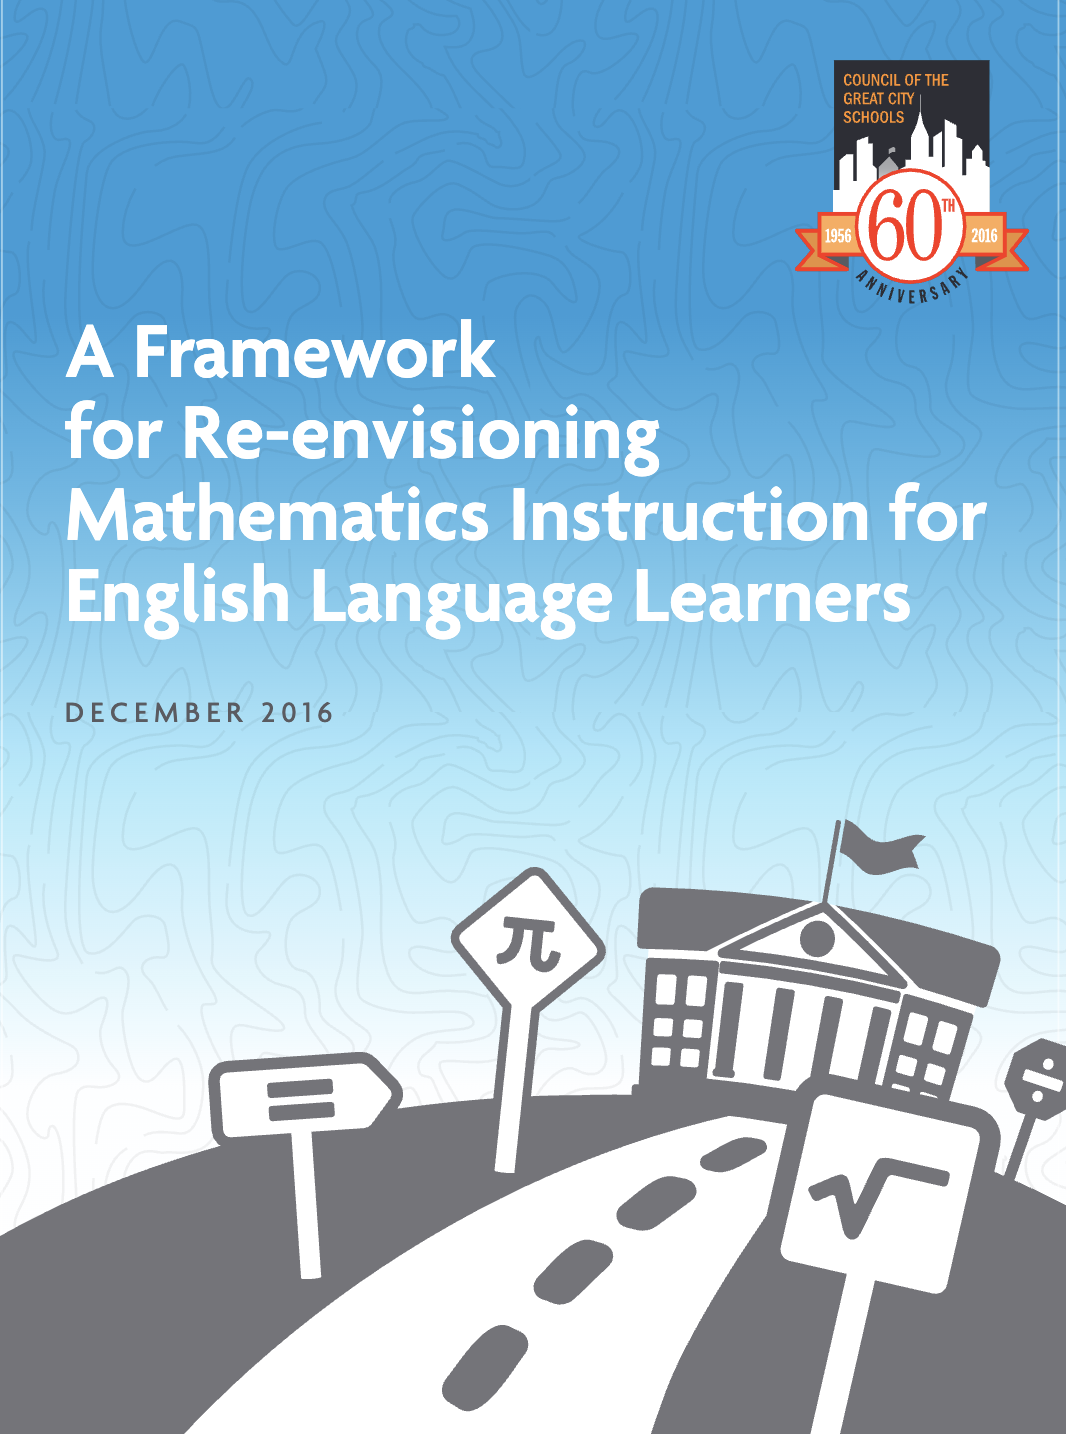 COUNCIL OF THE
GREAT CITY
SCHOOLS
1956
60TH
2016
ANNIVERSARY
A Framework
for Re-envisioning
Mathematics Instruction for
English Language Learners
DECEMBER 2016
π
=
÷
√